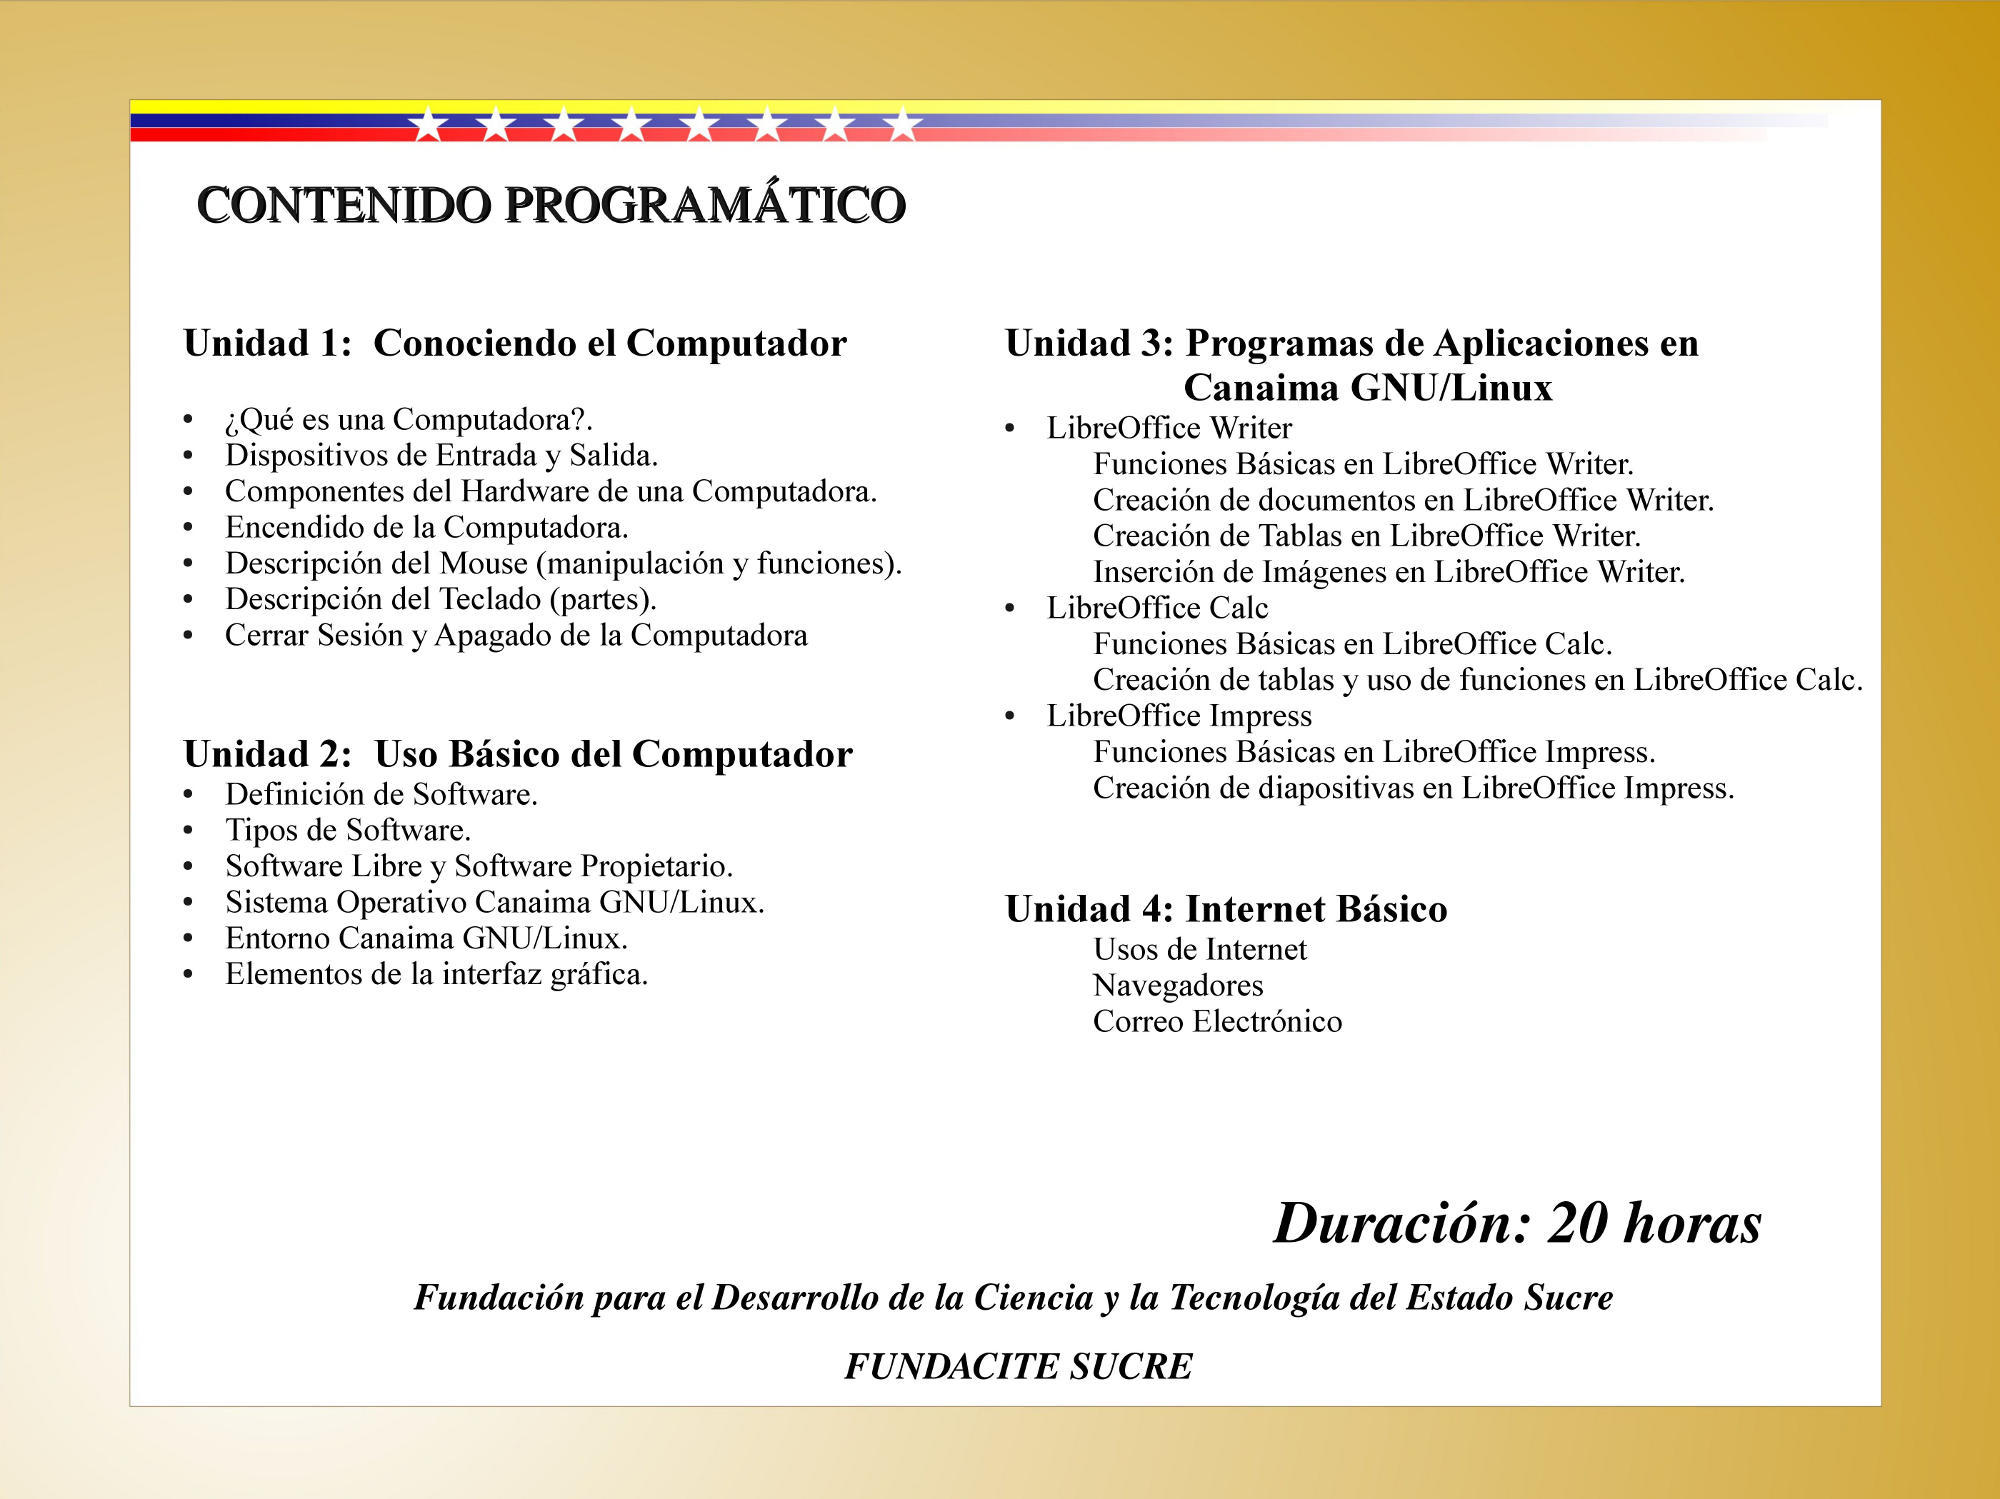 CONTENIDO PROGRAMÁTICO
Unidad 1:  Conociendo el Computador
• ¿Qué es una Computadora?.
• Dispositivos de Entrada y Salida.
• Componentes del Hardware de una Computadora.
• Encendido de la Computadora.
• Descripción del Mouse (manipulación y funciones).
• Descripción del Teclado (partes).
• Cerrar Sesión y Apagado de la Computadora
Unidad 2:  Uso Básico del Computador
• Definición de Software.
• Tipos de Software.
• Software Libre y Software Propietario.
• Sistema Operativo Canaima GNU/Linux.
• Entorno Canaima GNU/Linux.
• Elementos de la interfaz gráfica.
Unidad 3: Programas de Aplicaciones en
Canaima GNU/Linux
• LibreOffice Writer
Funciones Básicas en LibreOffice Writer.
Creación de documentos en LibreOffice Writer.
Creación de Tablas en LibreOffice Writer.
Inserción de Imágenes en LibreOffice Writer.
• LibreOffice Calc
Funciones Básicas en LibreOffice Calc.
Creación de tablas y uso de funciones en LibreOffice Calc.
• LibreOffice Impress
Funciones Básicas en LibreOffice Impress.
Creación de diapositivas en LibreOffice Impress.
Unidad 4: Internet Básico
Usos de Internet
Navegadores
Correo Electrónico
Duración: 20 horas
Fundación para el Desarrollo de la Ciencia y la Tecnología del Estado Sucre
FUNDACITE SUCRE